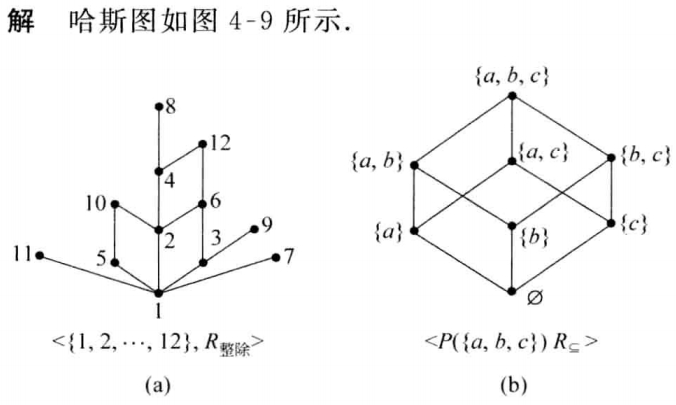 解 哈斯图如图 4-9 所示.
8
12
4
10
6
2
9
11
5
3
7
1
<{1, 2, ⋯, 12}, R整除>
(a)
{a, b, c}
{a, b}
{a, c}
{b, c}
{a}
{b}
{c}
∅
<P({a, b, c}) R⊆>
(b)